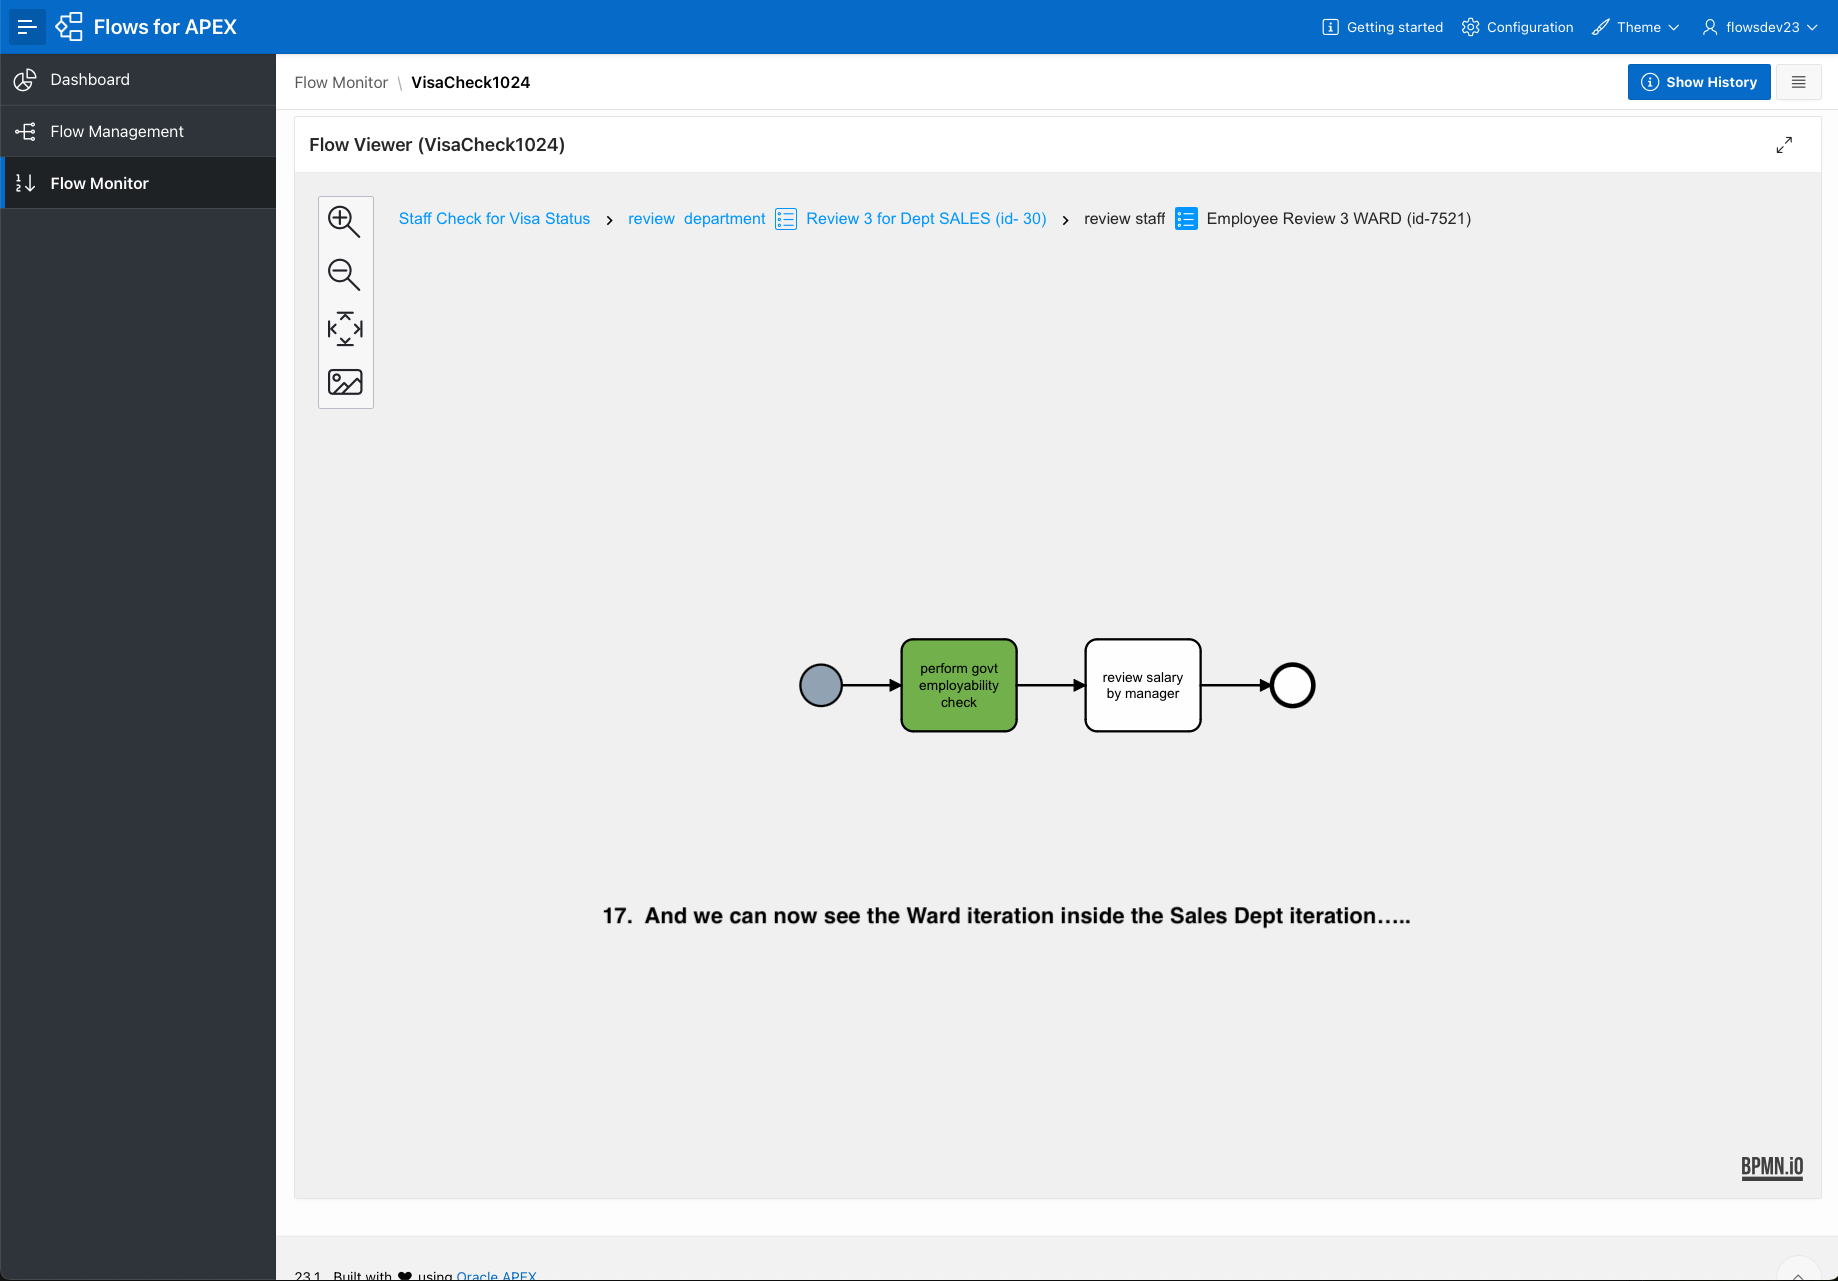 Flows for APEX
Getting started
Configuration
Theme
flowsdev23
Dashboard
Flow Management
Flow Monitor
Flow Monitor \ VisaCheck1024
Show History
Flow Viewer (VisaCheck1024)
Staff Check for Visa Status > review department Review 3 for Dept SALES (id- 30) > review staff Employee Review 3 WARD (id-7521)
perform govt
employability
check
review salary
by manager
17. And we can now see the Ward iteration inside the Sales Dept iteration.....
BPMN.iO
23.1 Built with ♥ using Oracle APEX